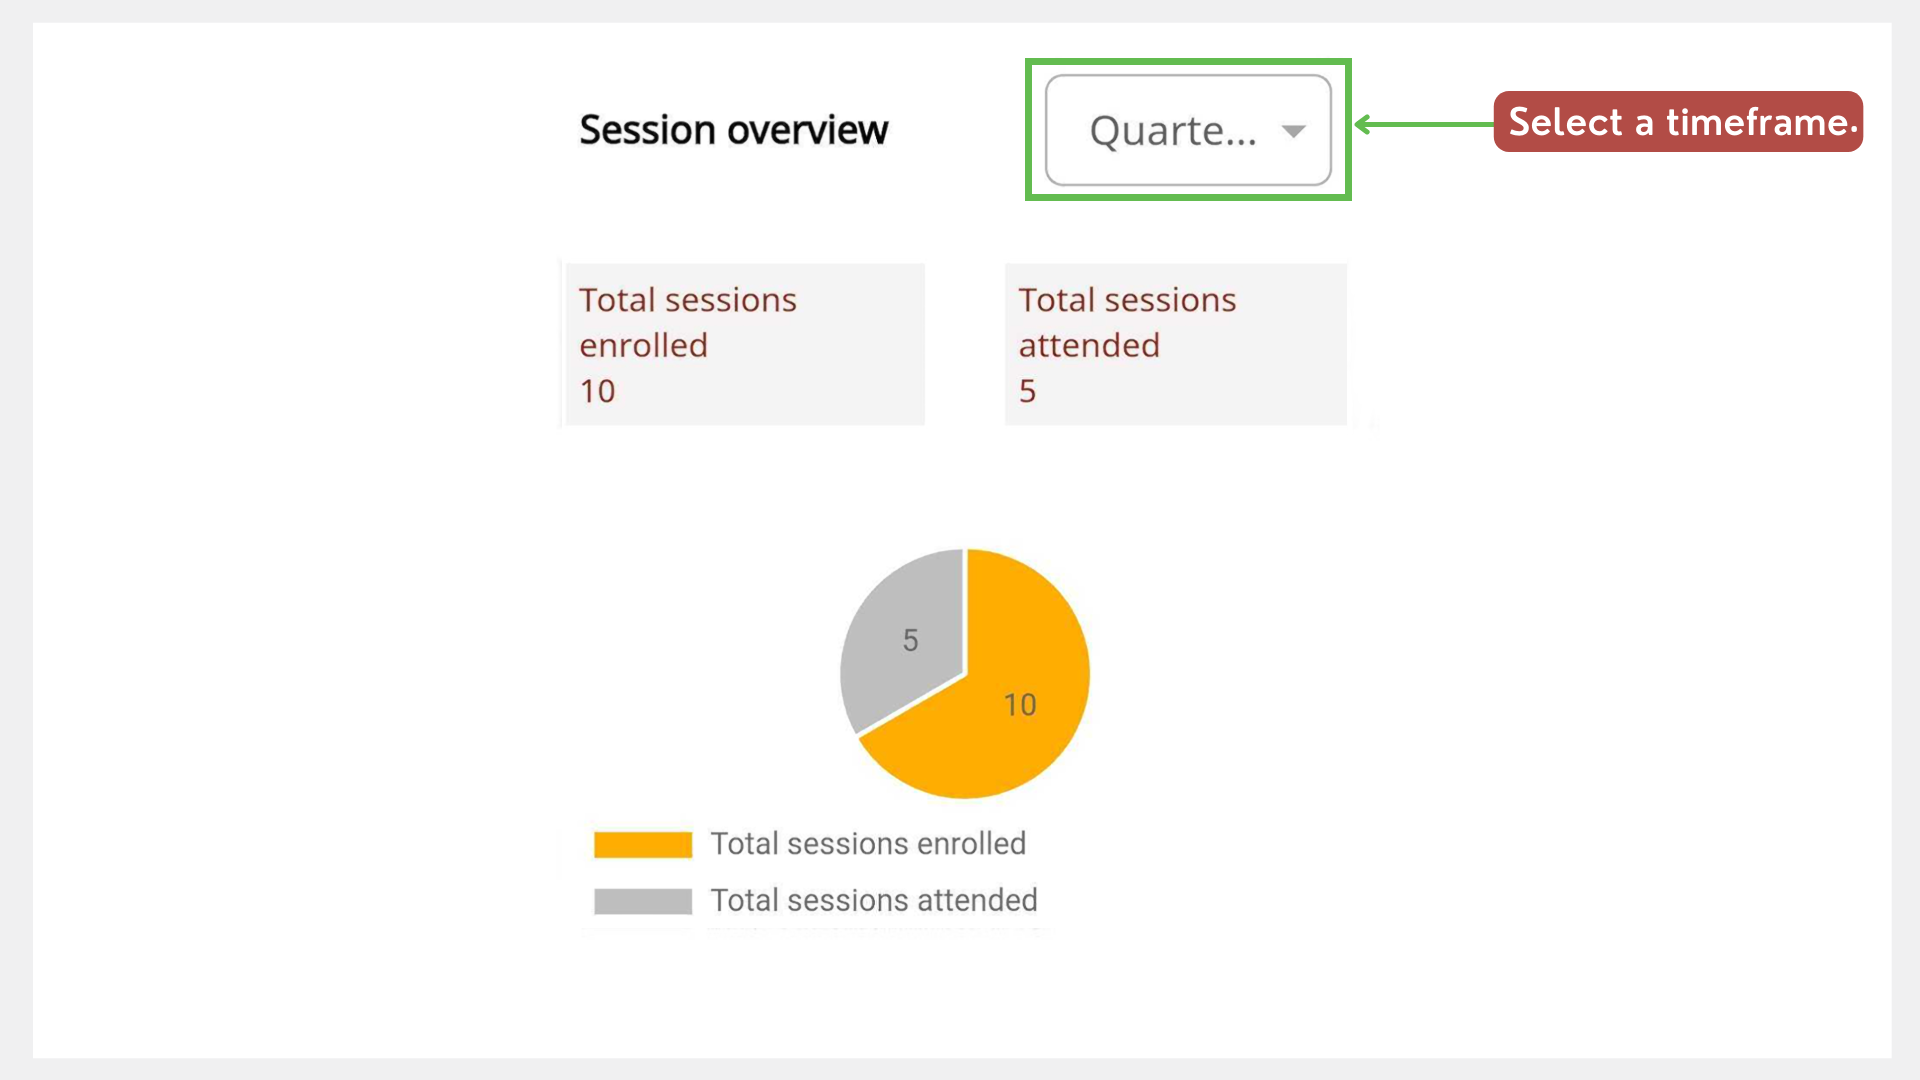 Session overview
Quarte...
Select a timeframe.
Total sessions
enrolled
10
Total sessions
attended
5
5
10
Total sessions enrolled
Total sessions attended